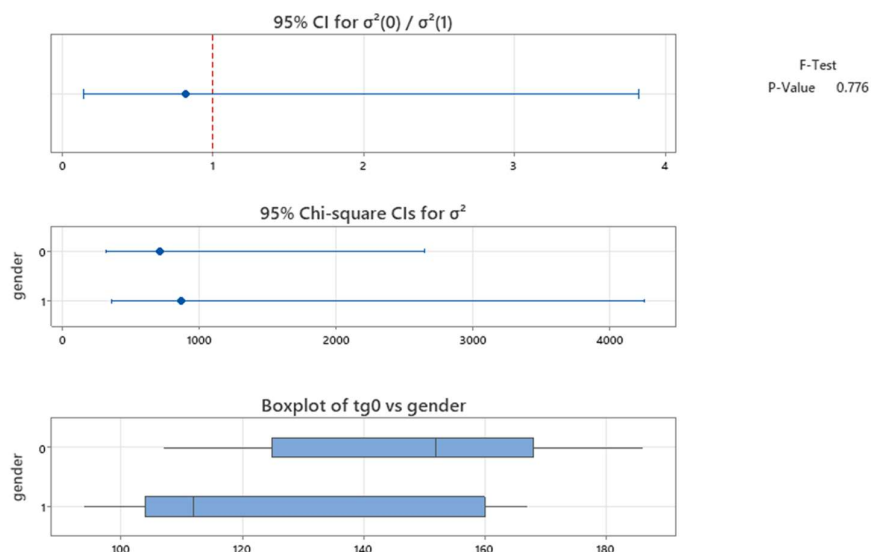 95% CI for σ²(0) / σ²(1)
0 1 2 3 4
F-Test
P-Value 0.776
95% Chi-square CIs for σ²
gender
0
1
0 1000 2000 3000 4000
Boxplot of tg0 vs gender
gender
0
1
100 120 140 160 180